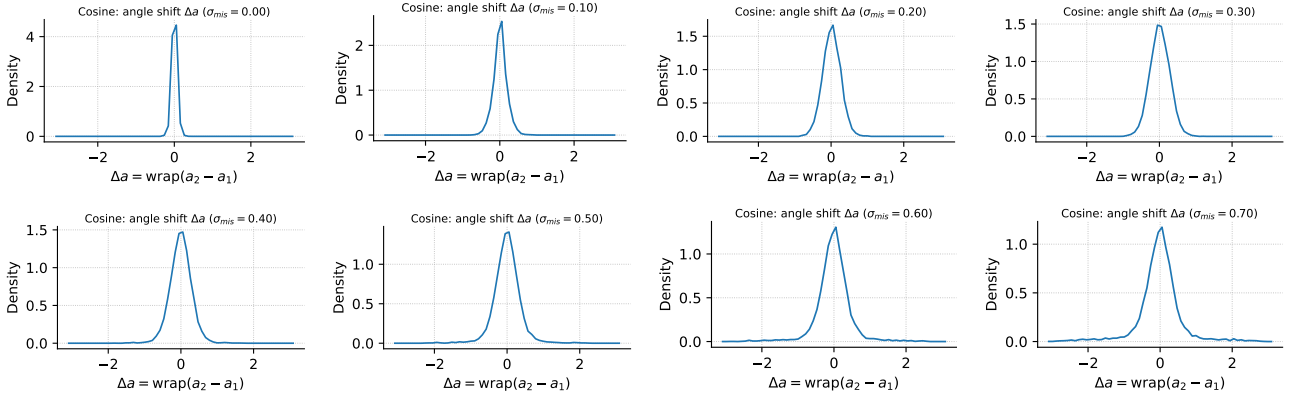 Cosine: angle shift Δa (σ_mis = 0.00)
Density
4
2
0
−2
0
2
Δa = wrap(a₂ − a₁)
Cosine: angle shift Δa (σ_mis = 0.10)
Density
2
1
0
−2
0
2
Δa = wrap(a₂ − a₁)
Cosine: angle shift Δa (σ_mis = 0.20)
Density
1.5
1.0
0.5
0.0
−2
0
2
Δa = wrap(a₂ − a₁)
Cosine: angle shift Δa (σ_mis = 0.30)
Density
1.5
1.0
0.5
0.0
−2
0
2
Δa = wrap(a₂ − a₁)
Cosine: angle shift Δa (σ_mis = 0.40)
Density
1.5
1.0
0.5
0.0
−2
0
2
Δa = wrap(a₂ − a₁)
Cosine: angle shift Δa (σ_mis = 0.50)
Density
1.0
0.5
0.0
−2
0
2
Δa = wrap(a₂ − a₁)
Cosine: angle shift Δa (σ_mis = 0.60)
Density
1.0
0.5
0.0
−2
0
2
Δa = wrap(a₂ − a₁)
Cosine: angle shift Δa (σ_mis = 0.70)
Density
1.0
0.5
0.0
−2
0
2
Δa = wrap(a₂ − a₁)